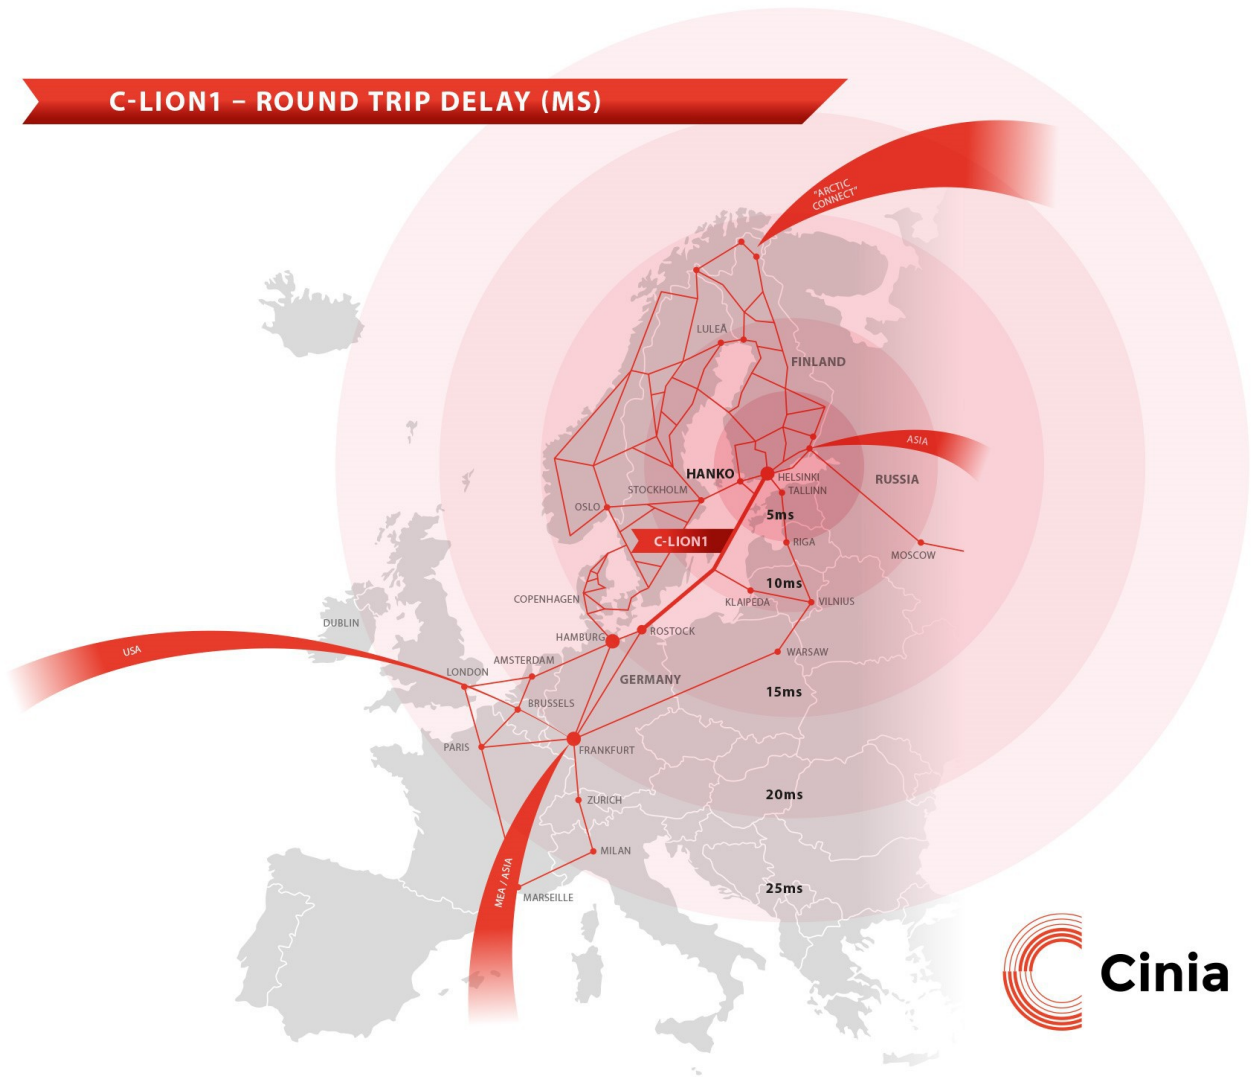 C-LION1 – ROUND TRIP DELAY (MS)
"ARCTIC
CONNECT"
LULEÅ
FINLAND
ASIA
HANKO
HELSINKI
RUSSIA
STOCKHOLM
TALLINN
OSLO
5ms
C-LION1
RIGA
MOSCOW
10ms
COPENHAGEN
KLAIPEDA
VILNIUS
DUBLIN
HAMBURG
ROSTOCK
USA
WARSAW
AMSTERDAM
LONDON
GERMANY
15ms
BRUSSELS
PARIS
FRANKFURT
20ms
ZURICH
MILAN
MEA / ASIA
25ms
MARSEILLE
Cinia